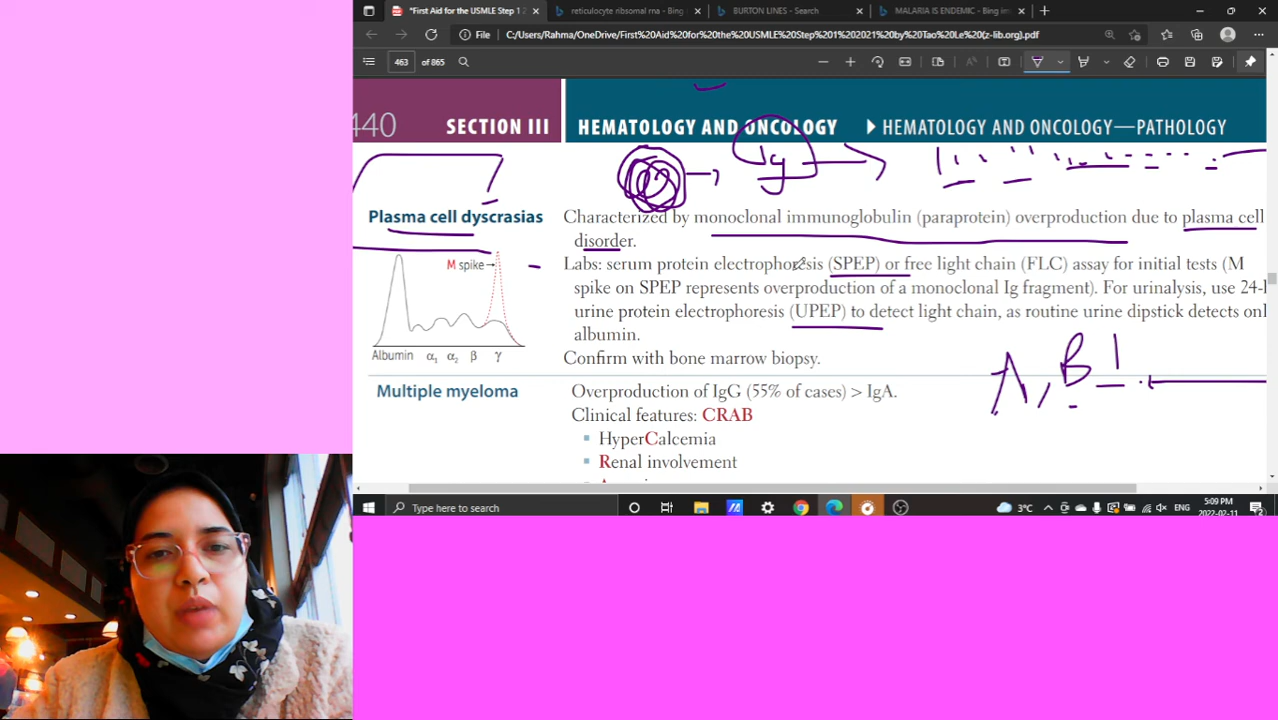 *"First Aid for the USMLE Step 1 2
reticulocyte ribosomal rna - Bing
BURTON LINES - Search
MALARIA IS ENDEMIC - Bing im
File
C:/Users/Rahma/OneDrive/First%20Aid%20for%20the%20USMLE%20Step%201%202021%20by%20Tao%20Le%20(z-lib.org).pdf
463 of 865
440 SECTION III HEMATOLOGY AND ONCOLOGY ▶ HEMATOLOGY AND ONCOLOGY—PATHOLOGY
Ig
Plasma cell dyscrasias
Characterized by monoclonal immunoglobulin (paraprotein) overproduction due to plasma cell
disorder.
M spike
Labs: serum protein electrophoresis (SPEP) or free light chain (FLC) assay for initial tests (M
spike on SPEP represents overproduction of a monoclonal Ig fragment). For urinalysis, use 24-
urine protein electrophoresis (UPEP) to detect light chain, as routine urine dipstick detects onl
albumin.
Albumin α1 α2 β γ
Confirm with bone marrow biopsy.
A, B
Multiple myeloma
Overproduction of IgG (55% of cases) > IgA.
Clinical features: CRAB
▪ HyperCalcemia
▪ Renal involvement
Type here to search
3°C
ENG
5:09 PM
2022-02-11